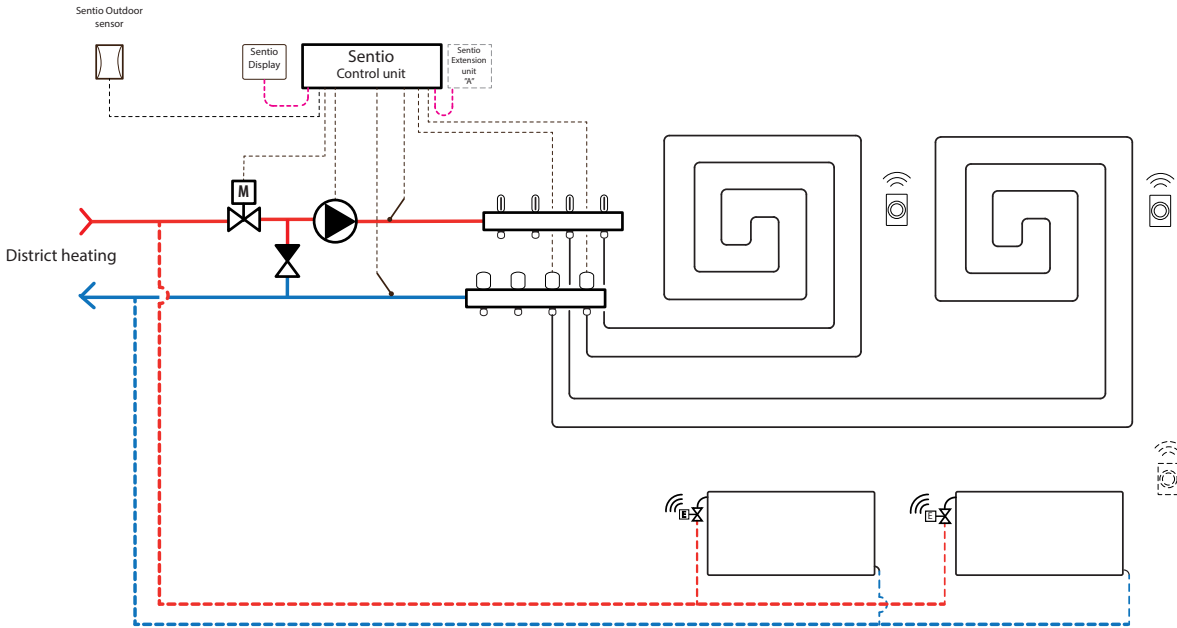 Sentio Outdoor
sensor
Sentio
Display
Sentio
Control unit
Sentio
Extension
unit
"A"
M
District heating
E
E